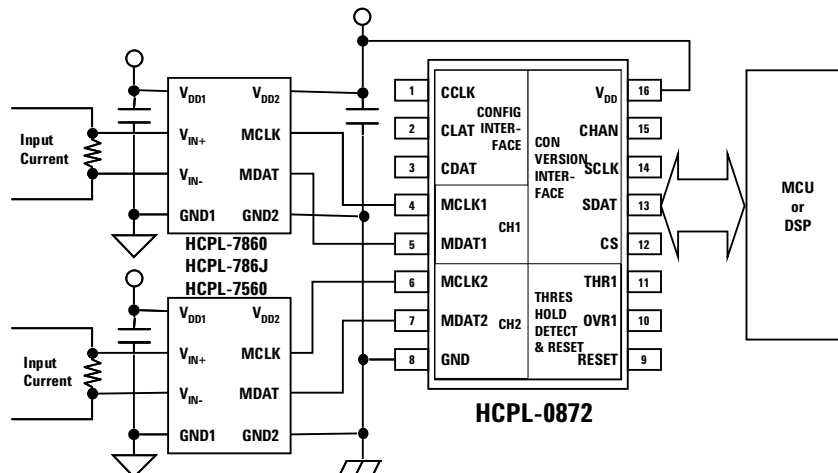 V_DD1 V_DD2
V_IN+ MCLK
V_IN- MDAT
GND1 GND2
Input
Current
HCPL-7860
HCPL-786J
HCPL-7560
V_DD1 V_DD2
V_IN+ MCLK
V_IN- MDAT
GND1 GND2
Input
Current
1 CCLK
2 CLAT
3 CDAT
CONFIG
INTER-
FACE
4 MCLK1
5 MDAT1
CH1
6 MCLK2
7 MDAT2
CH2
8 GND
CON
VERSION
INTER-
FACE
THRES
HOLD
DETECT
& RESET
V_DD 16
CHAN 15
SCLK 14
SDAT 13
CS 12
THR1 11
OVR1 10
RESET 9
HCPL-0872
MCU
or
DSP